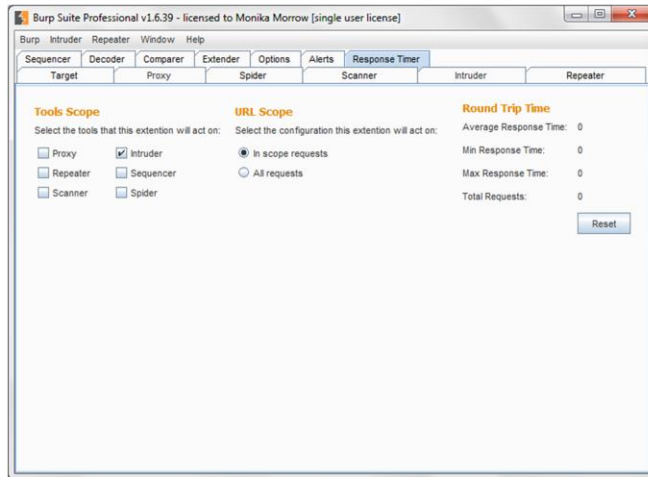 Burp Suite Professional v1.6.39 - licensed to Monika Morrow [single user license]
Burp Intruder Repeater Window Help
Sequencer Decoder Comparer Extender Options Alerts Response Timer
Target Proxy Spider Scanner Intruder Repeater
Tools Scope
Select the tools that this extention will act on:
Proxy Intruder
Repeater Sequencer
Scanner Spider
URL Scope
Select the configuration this extention will act on:
In scope requests
All requests
Round Trip Time
Average Response Time: 0
Min Response Time: 0
Max Response Time: 0
Total Requests: 0
Reset